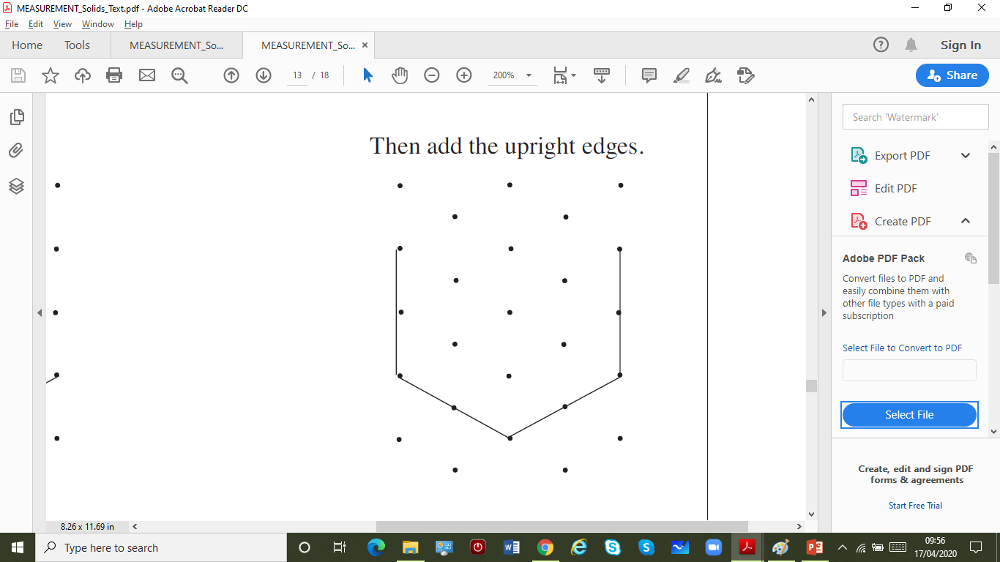 MEASUREMENT_Solids_Text.pdf - Adobe Acrobat Reader DC
File Edit View Window Help
Home Tools MEASUREMENT_So... MEASUREMENT_So... ×
? Sign In
13 / 18 200% Share
Then add the upright edges.
Search 'Watermark'
Export PDF
Edit PDF
Create PDF
Adobe PDF Pack
Convert files to PDF and
easily combine them with
other file types with a paid
subscription
Select File to Convert to PDF
Select File
Create, edit and sign PDF
forms & agreements
Start Free Trial
8.26 x 11.69 in
Type here to search
09:56
17/04/2020